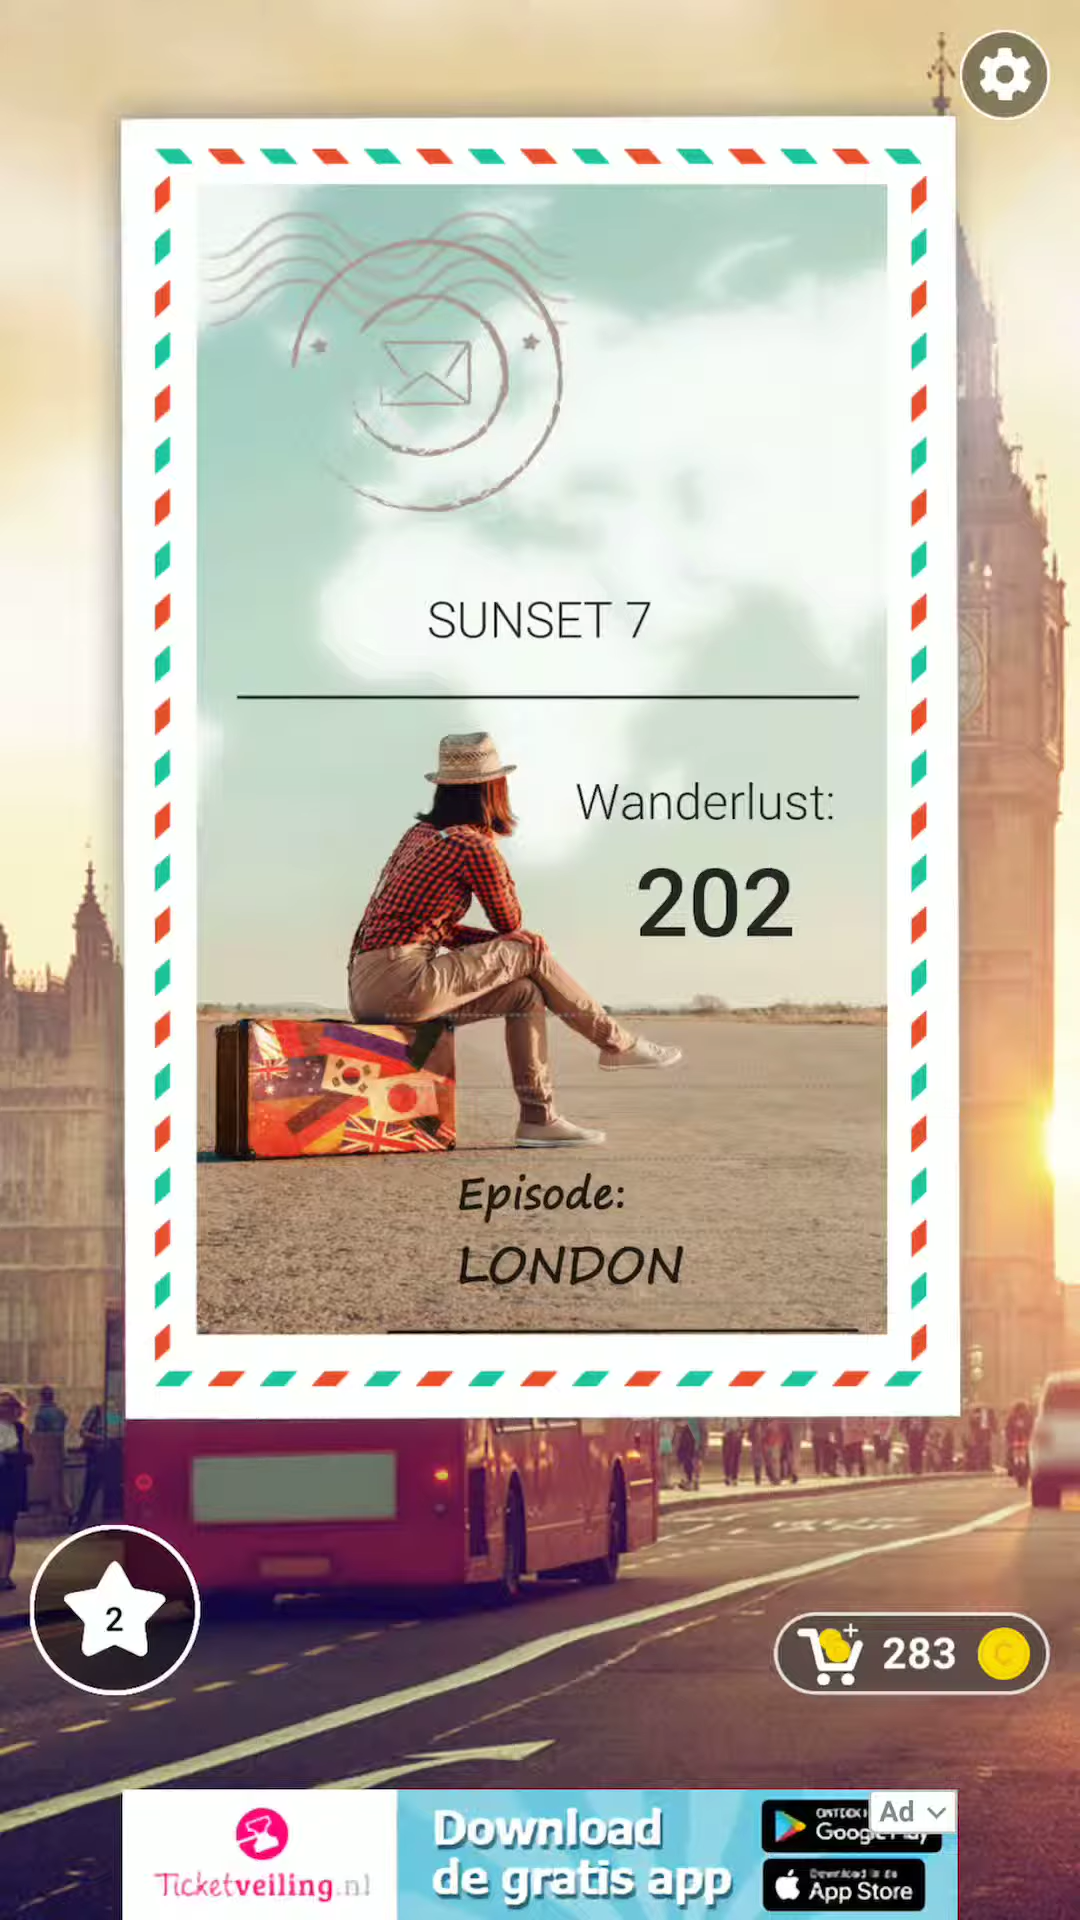 SUNSET 7
Wanderlust:
202
Episode:
LONDON
2
283
Ticketveiling.nl
Download
de gratis app
Ad
App Store